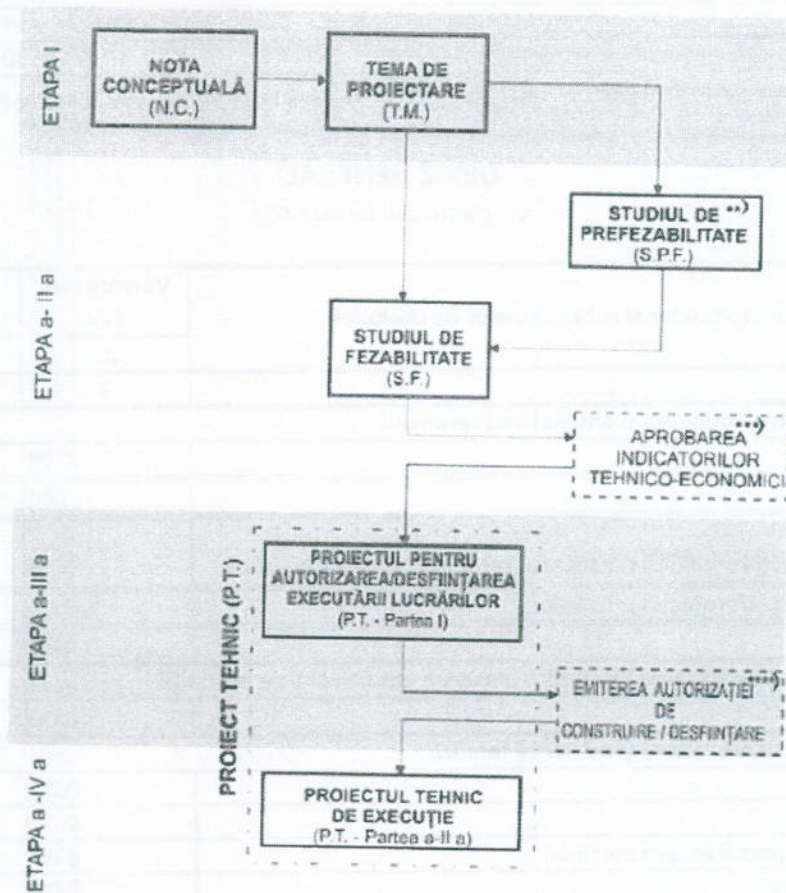 ETAPA I
NOTA
CONCEPTUALĂ
(N.C.)
TEMA DE
PROIECTARE
(T.M.)
STUDIUL DE **)
PREFEZABILITATE
(S.P.F.)
ETAPA a- II a
STUDIUL DE
FEZABILITATE
(S.F.)
***)
APROBAREA
INDICATORILOR
TEHNICO-ECONOMICI
ETAPA a-III a
PROIECT TEHNIC (P.T.)
PROIECTUL PENTRU
AUTORIZAREA/DESFIINȚAREA
EXECUTĂRII LUCRĂRILOR
(P.T. - Partea I)
****)
EMITEREA AUTORIZAȚIEI
DE
CONSTRUIRE / DESFIINȚARE
ETAPA a -IV a
PROIECTUL TEHNIC
DE EXECUȚIE
(P.T. - Partea a-II a)